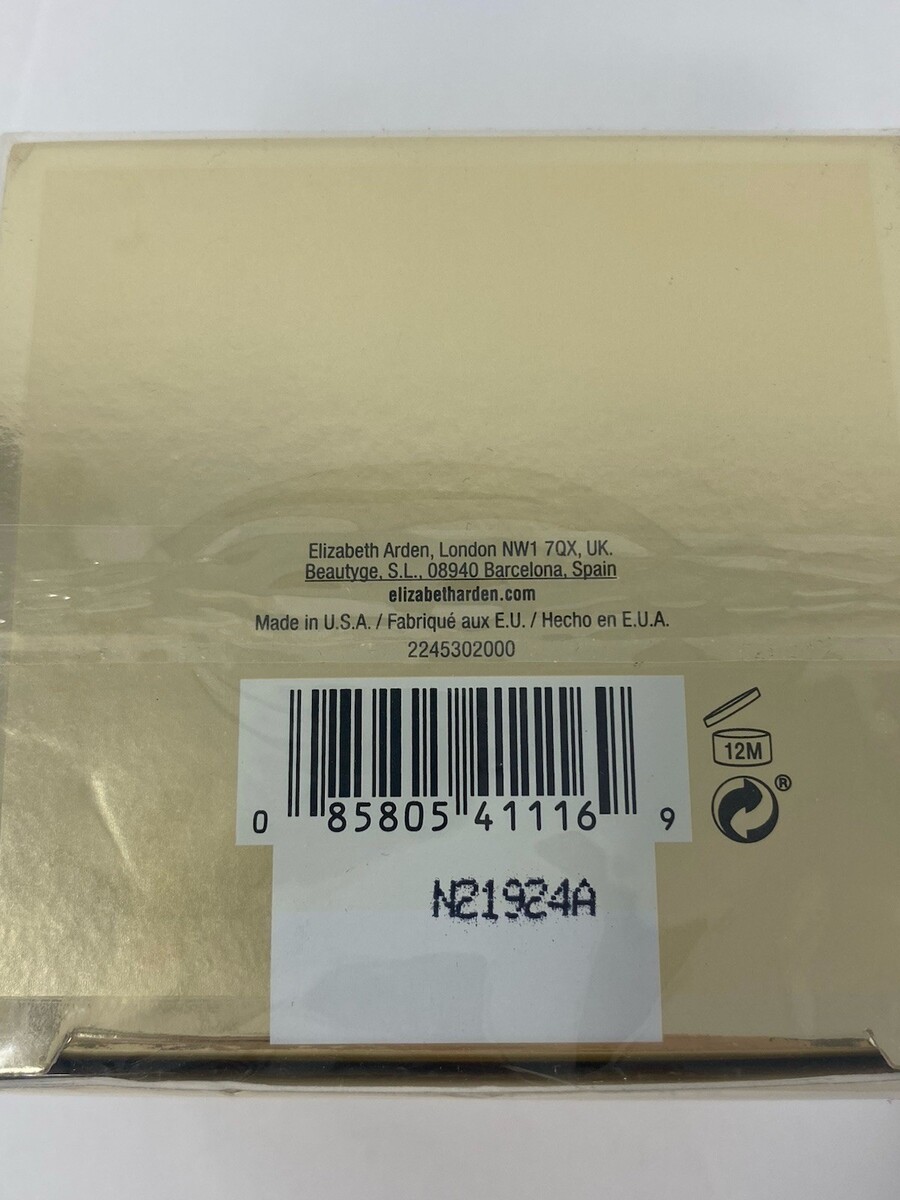 Elizabeth Arden, London NW1 7QX, UK.
Beautyge, S.L., 08940 Barcelona, Spain
elizabetharden.com
Made in U.S.A. / Fabriqué aux E.U. / Hecho en E.U.A.
2245302000
12M
®
0 85805 41116 9
N21924A